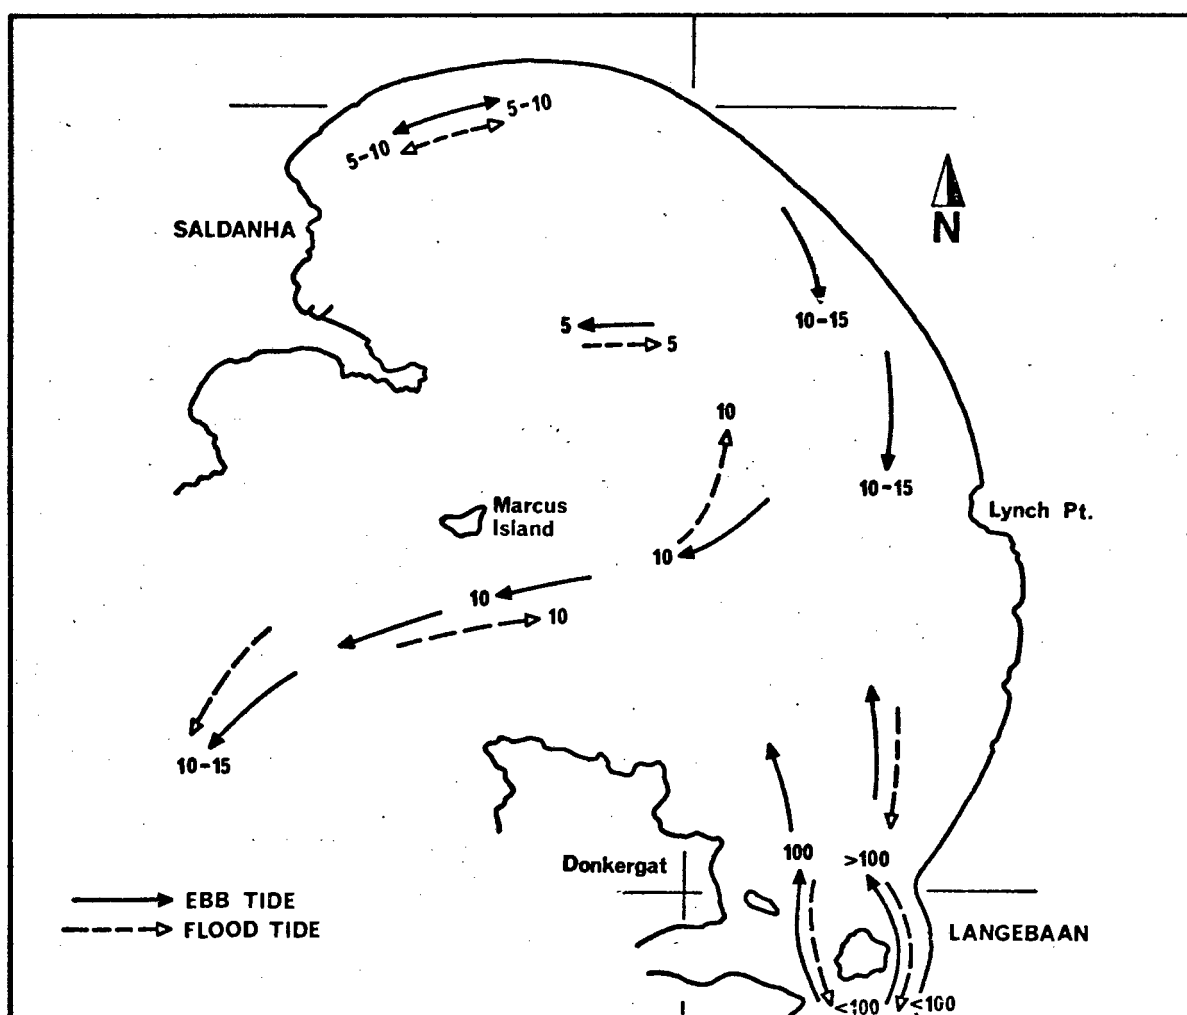 5-10
5-10
SALDANHA
N
10-15
5
5
10
10-15
Marcus
Island
Lynch Pt.
10
10
10
10-15
100
>100
Donkergat
EBB TIDE
FLOOD TIDE
LANGEBAAN
<100
<100